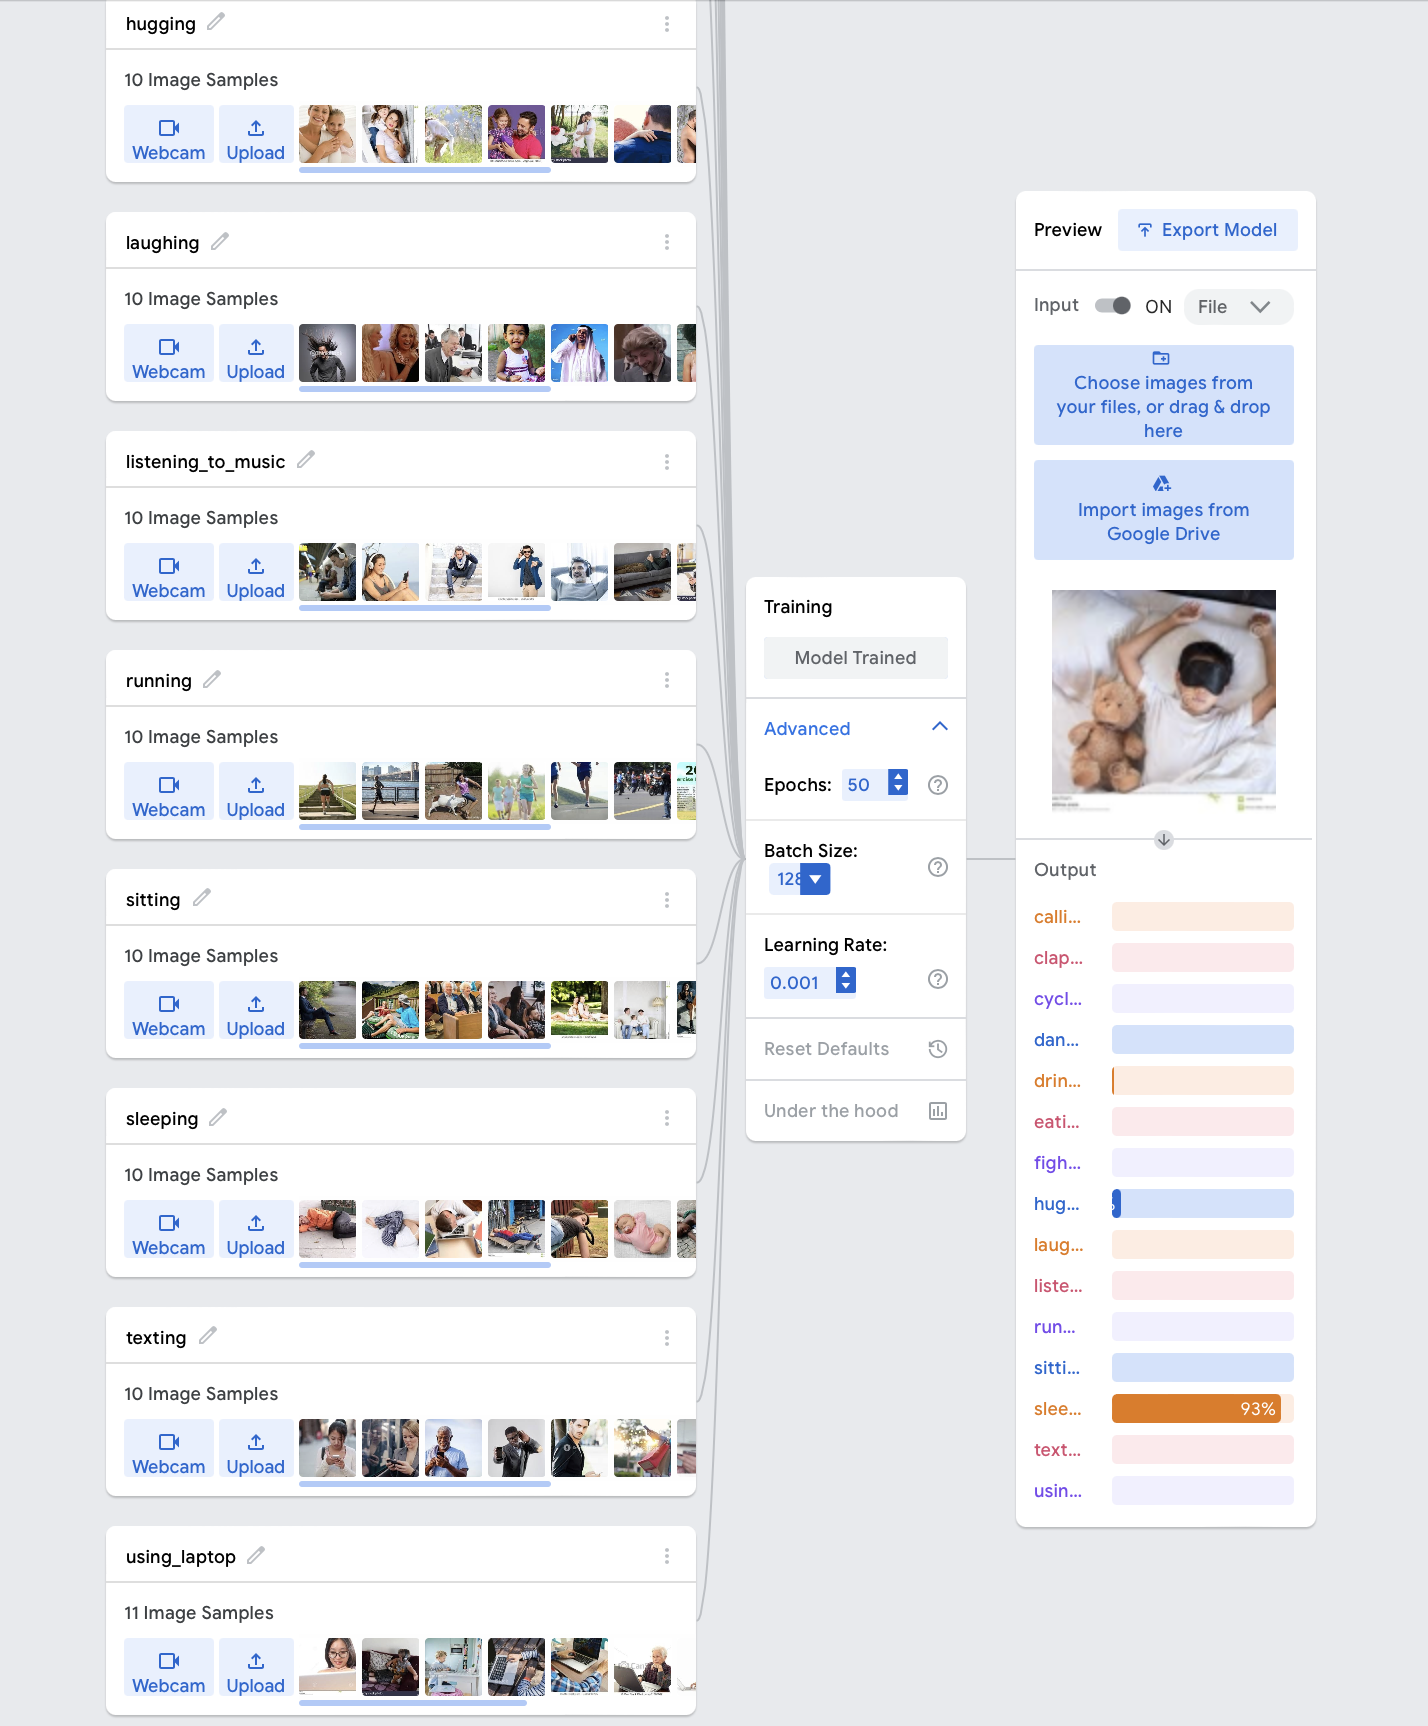 hugging
10 Image Samples
Webcam
Upload
laughing
10 Image Samples
Webcam
Upload
listening_to_music
10 Image Samples
Webcam
Upload
running
10 Image Samples
Webcam
Upload
sitting
10 Image Samples
Webcam
Upload
sleeping
10 Image Samples
Webcam
Upload
texting
10 Image Samples
Webcam
Upload
using_laptop
11 Image Samples
Webcam
Upload
Training
Model Trained
Advanced
Epochs: 50
Batch Size:
128
Learning Rate:
0.001
Reset Defaults
Under the hood
Preview
Export Model
Input ON File
Choose images from
your files, or drag & drop
here
Import images from
Google Drive
Output
calli...
clap...
cycl...
dan...
drin...
eati...
figh...
hug...
laug...
liste...
run...
sitti...
slee... 93%
text...
usin...